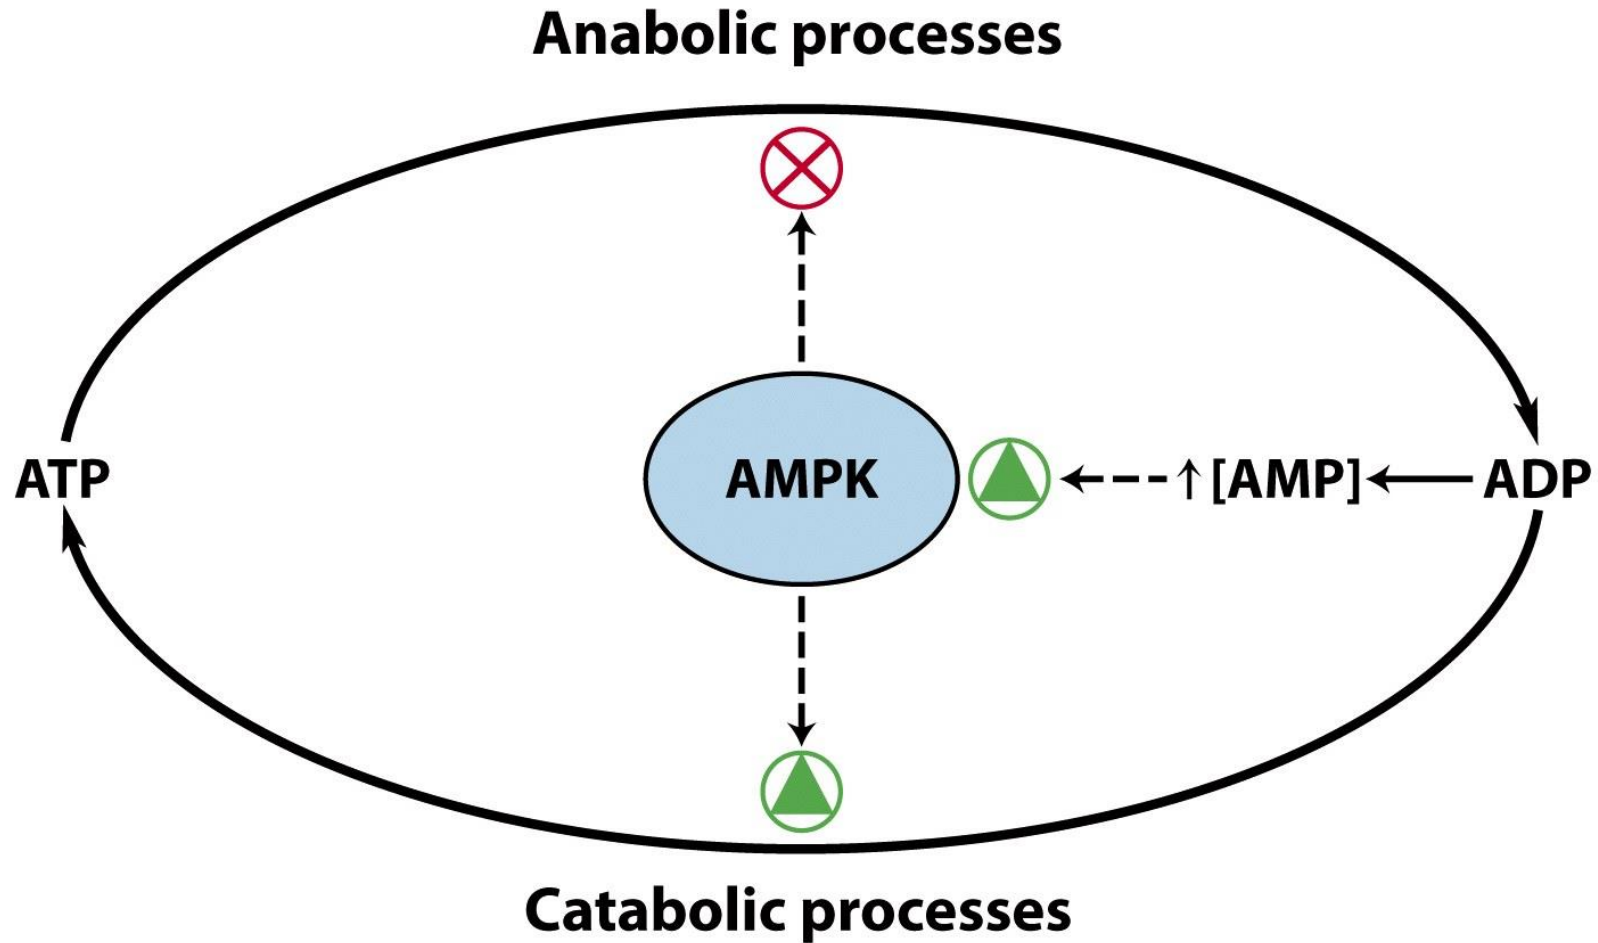 Anabolic processes
ATP
AMPK
↑[AMP]
ADP
Catabolic processes